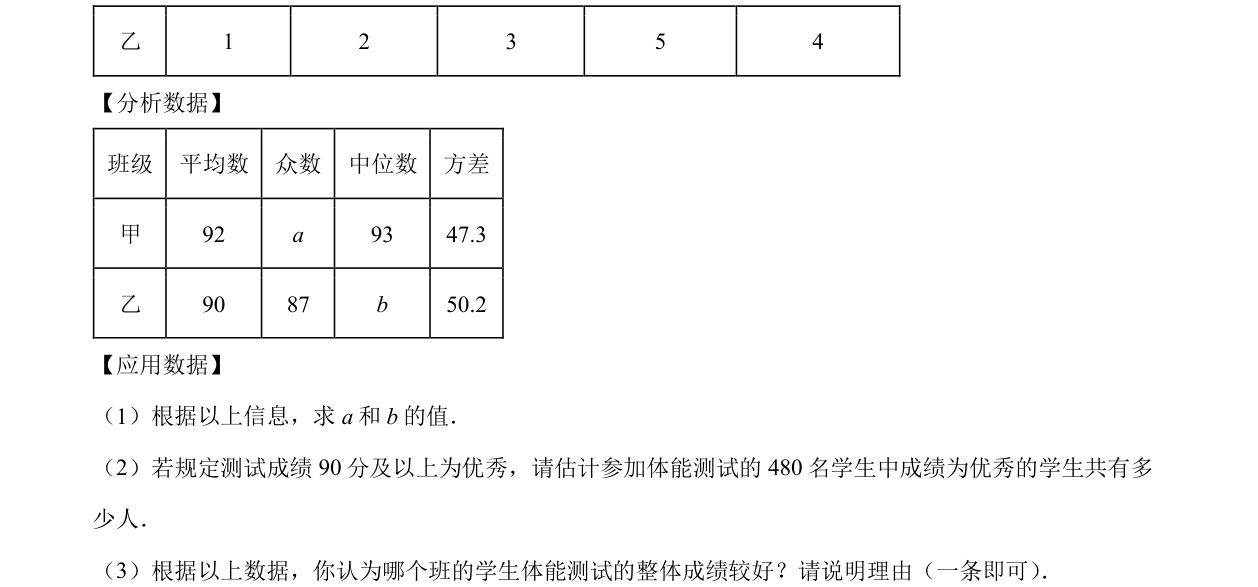 乙 1 2 3 5 4
【分析数据】
班级 平均数 众数 中位数 方差
甲 92 a 93 47.3
乙 90 87 b 50.2
【应用数据】
（1）根据以上信息，求 a 和 b 的值．
（2）若规定测试成绩 90 分及以上为优秀，请估计参加体能测试的 480 名学生中成绩为优秀的学生共有多
少人．
（3）根据以上数据，你认为哪个班的学生体能测试的整体成绩较好？请说明理由（一条即可）．